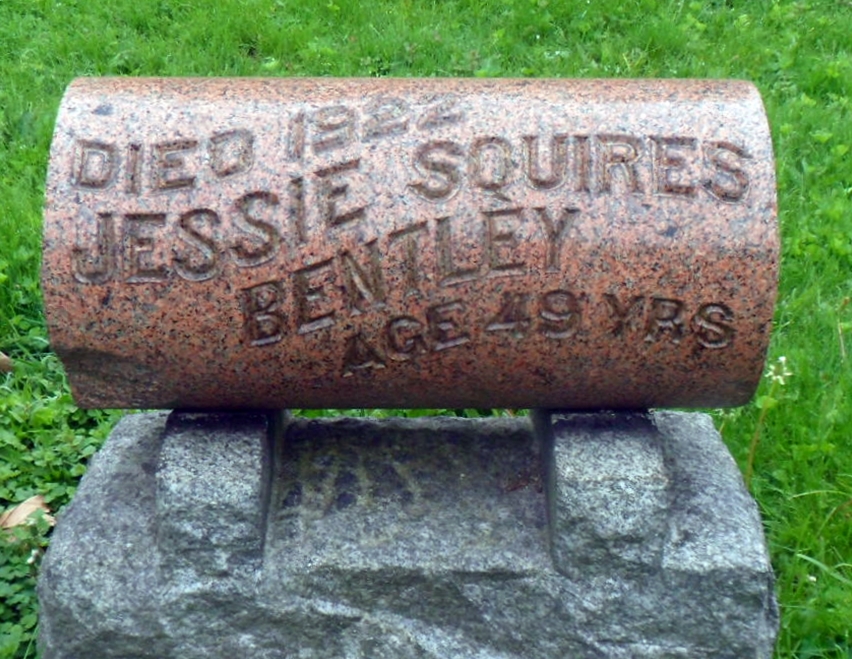 DIED 1922
JESSIE SQUIRES
BENTLEY
AGE 49 YRS